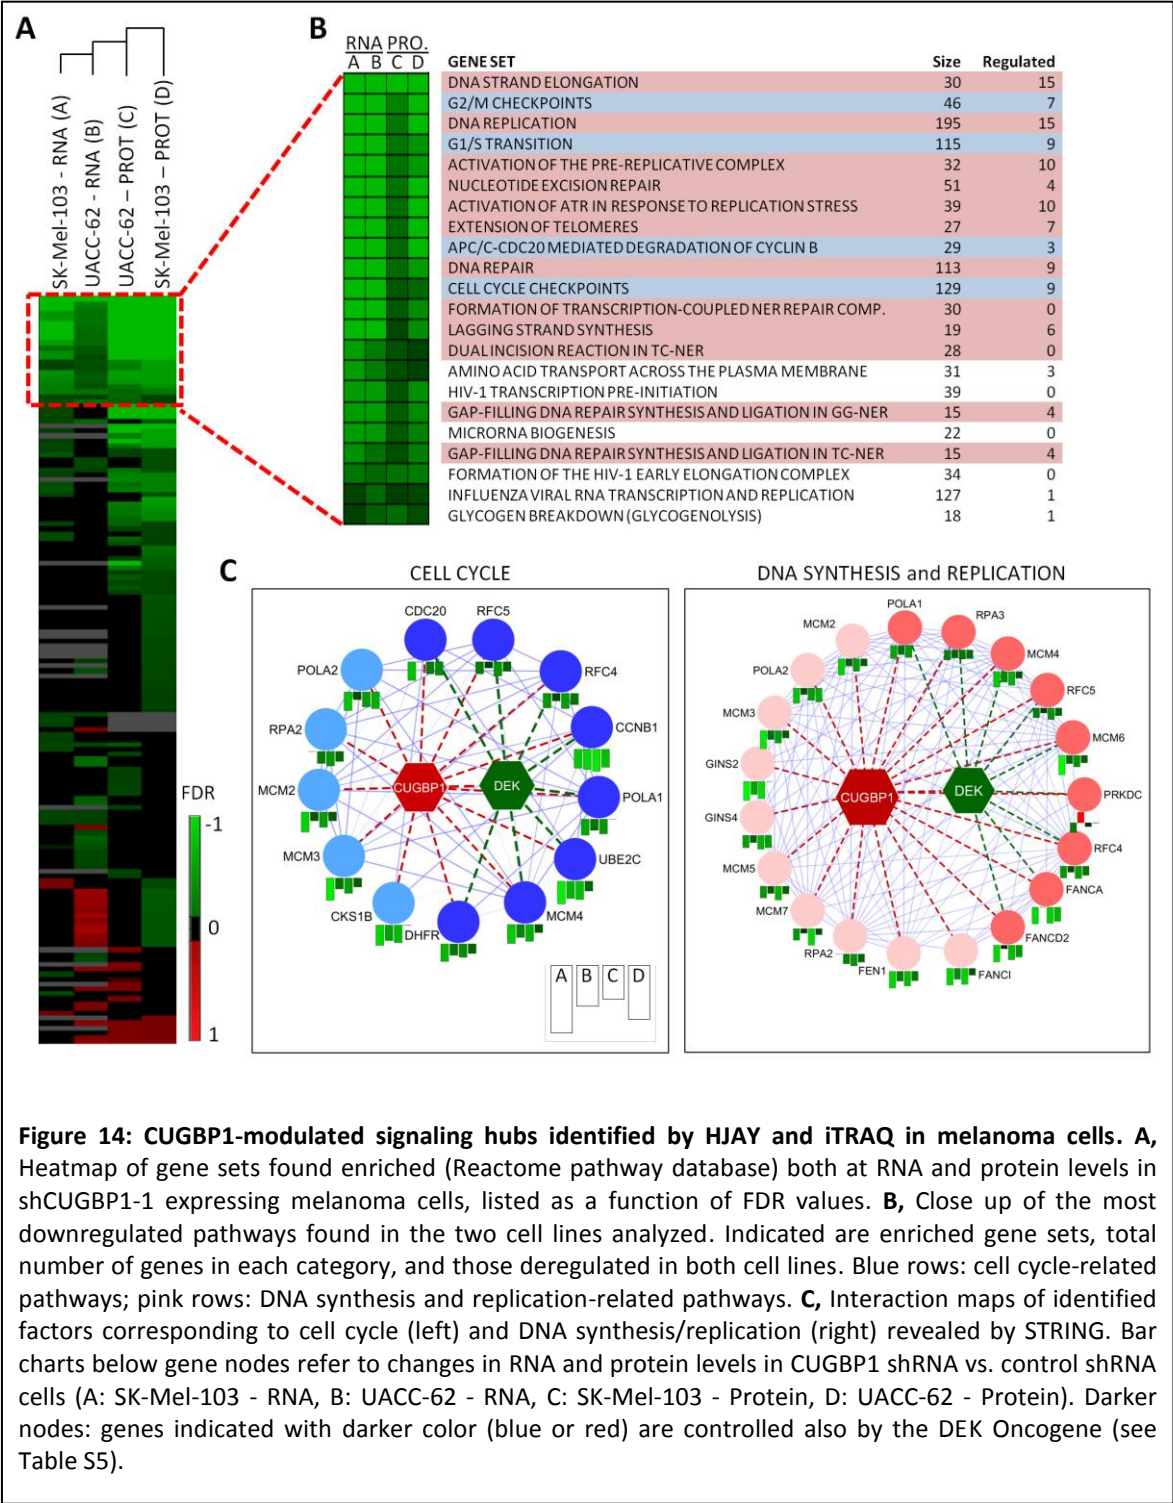 A
SK-Mel-103 - RNA (A)
UACC-62 - RNA (B)
UACC-62 – PROT (C)
SK-Mel-103 – PROT (D)
FDR
-1
0
1
B
RNA PRO.
A B C D
GENE SET Size Regulated
DNA STRAND ELONGATION 30 15
G2/M CHECKPOINTS 46 7
DNA REPLICATION 195 15
G1/S TRANSITION 115 9
ACTIVATION OF THE PRE-REPLICATIVE COMPLEX 32 10
NUCLEOTIDE EXCISION REPAIR 51 4
ACTIVATION OF ATR IN RESPONSE TO REPLICATION STRESS 39 10
EXTENSION OF TELOMERES 27 7
APC/C-CDC20 MEDIATED DEGRADATION OF CYCLIN B 29 3
DNA REPAIR 113 9
CELL CYCLE CHECKPOINTS 129 9
FORMATION OF TRANSCRIPTION-COUPLED NER REPAIR COMP. 30 0
LAGGING STRAND SYNTHESIS 19 6
DUAL INCISION REACTION IN TC-NER 28 0
AMINO ACID TRANSPORT ACROSS THE PLASMA MEMBRANE 31 3
HIV-1 TRANSCRIPTION PRE-INITIATION 39 0
GAP-FILLING DNA REPAIR SYNTHESIS AND LIGATION IN GG-NER 15 4
MICRORNA BIOGENESIS 22 0
GAP-FILLING DNA REPAIR SYNTHESIS AND LIGATION IN TC-NER 15 4
FORMATION OF THE HIV-1 EARLY ELONGATION COMPLEX 34 0
INFLUENZA VIRAL RNA TRANSCRIPTION AND REPLICATION 127 1
GLYCOGEN BREAKDOWN (GLYCOGENOLYSIS) 18 1
C
CELL CYCLE
CDC20
RFC5
POLA2
RFC4
RPA2
CCNB1
MCM2
CUGBP1
DEK
POLA1
MCM3
UBE2C
CKS1B
DHFR
MCM4
A B C D
DNA SYNTHESIS and REPLICATION
POLA1
MCM2
RPA3
POLA2
MCM4
MCM3
RFC5
GINS2
MCM6
CUGBP1
DEK
PRKDC
GINS4
RFC4
MCM5
FANCA
MCM7
FANCD2
RPA2
FEN1
FANCI
Figure 14: CUGBP1-modulated signaling hubs identified by HJAY and iTRAQ in melanoma cells. A,
Heatmap of gene sets found enriched (Reactome pathway database) both at RNA and protein levels in
shCUGBP1-1 expressing melanoma cells, listed as a function of FDR values. B, Close up of the most
downregulated pathways found in the two cell lines analyzed. Indicated are enriched gene sets, total
number of genes in each category, and those deregulated in both cell lines. Blue rows: cell cycle-related
pathways; pink rows: DNA synthesis and replication-related pathways. C, Interaction maps of identified
factors corresponding to cell cycle (left) and DNA synthesis/replication (right) revealed by STRING. Bar
charts below gene nodes refer to changes in RNA and protein levels in CUGBP1 shRNA vs. control shRNA
cells (A: SK-Mel-103 - RNA, B: UACC-62 - RNA, C: SK-Mel-103 - Protein, D: UACC-62 - Protein). Darker
nodes: genes indicated with darker color (blue or red) are controlled also by the DEK Oncogene (see
Table S5).